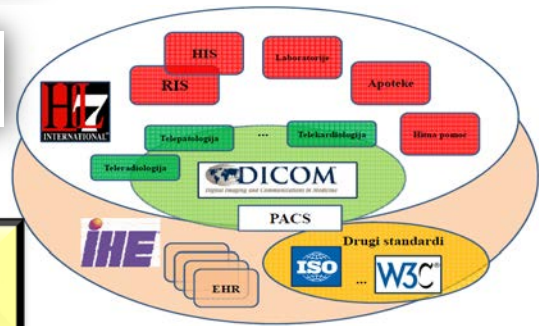 HIS
Laboratorije
RIS
Apoteke
HL7
INTERNATIONAL®
Telepatologija
...
Telekardiologija
Hitna pomoc
Teleradiologija
DICOM
Digital Imaging and Communications in Medicine
PACS
IHE
Drugi standardi
ISO
...
W3C®
EHR